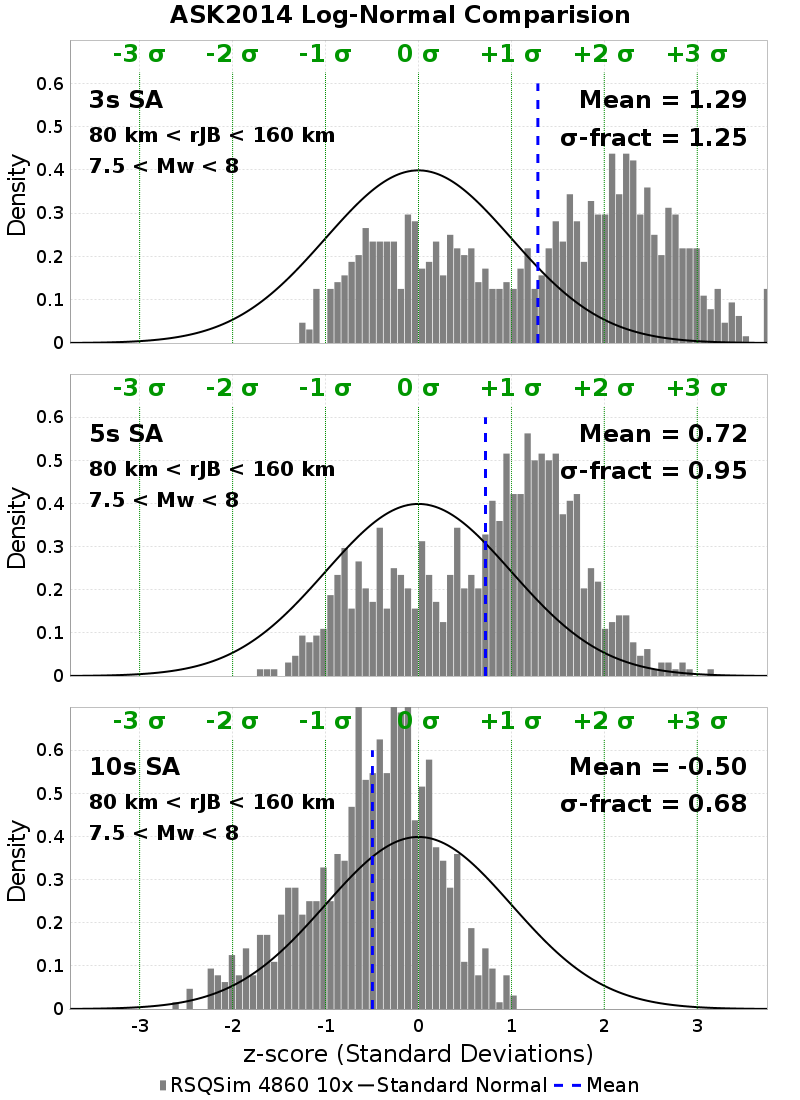 ASK2014 Log-Normal Comparision
-3 σ -2 σ -1 σ 0 σ +1 σ +2 σ +3 σ
3s SA
Mean = 1.29
80 km < rJB < 160 km
σ-fract = 1.25
7.5 < Mw < 8
Density
0.6
0.5
0.4
0.3
0.2
0.1
0
-3 σ -2 σ -1 σ 0 σ +1 σ +2 σ +3 σ
5s SA
Mean = 0.72
80 km < rJB < 160 km
σ-fract = 0.95
7.5 < Mw < 8
Density
0.6
0.5
0.4
0.3
0.2
0.1
0
-3 σ -2 σ -1 σ 0 σ +1 σ +2 σ +3 σ
10s SA
Mean = -0.50
80 km < rJB < 160 km
σ-fract = 0.68
7.5 < Mw < 8
Density
0.6
0.5
0.4
0.3
0.2
0.1
0
-3 -2 -1 0 1 2 3
z-score (Standard Deviations)
RSQSim 4860 10x Standard Normal Mean